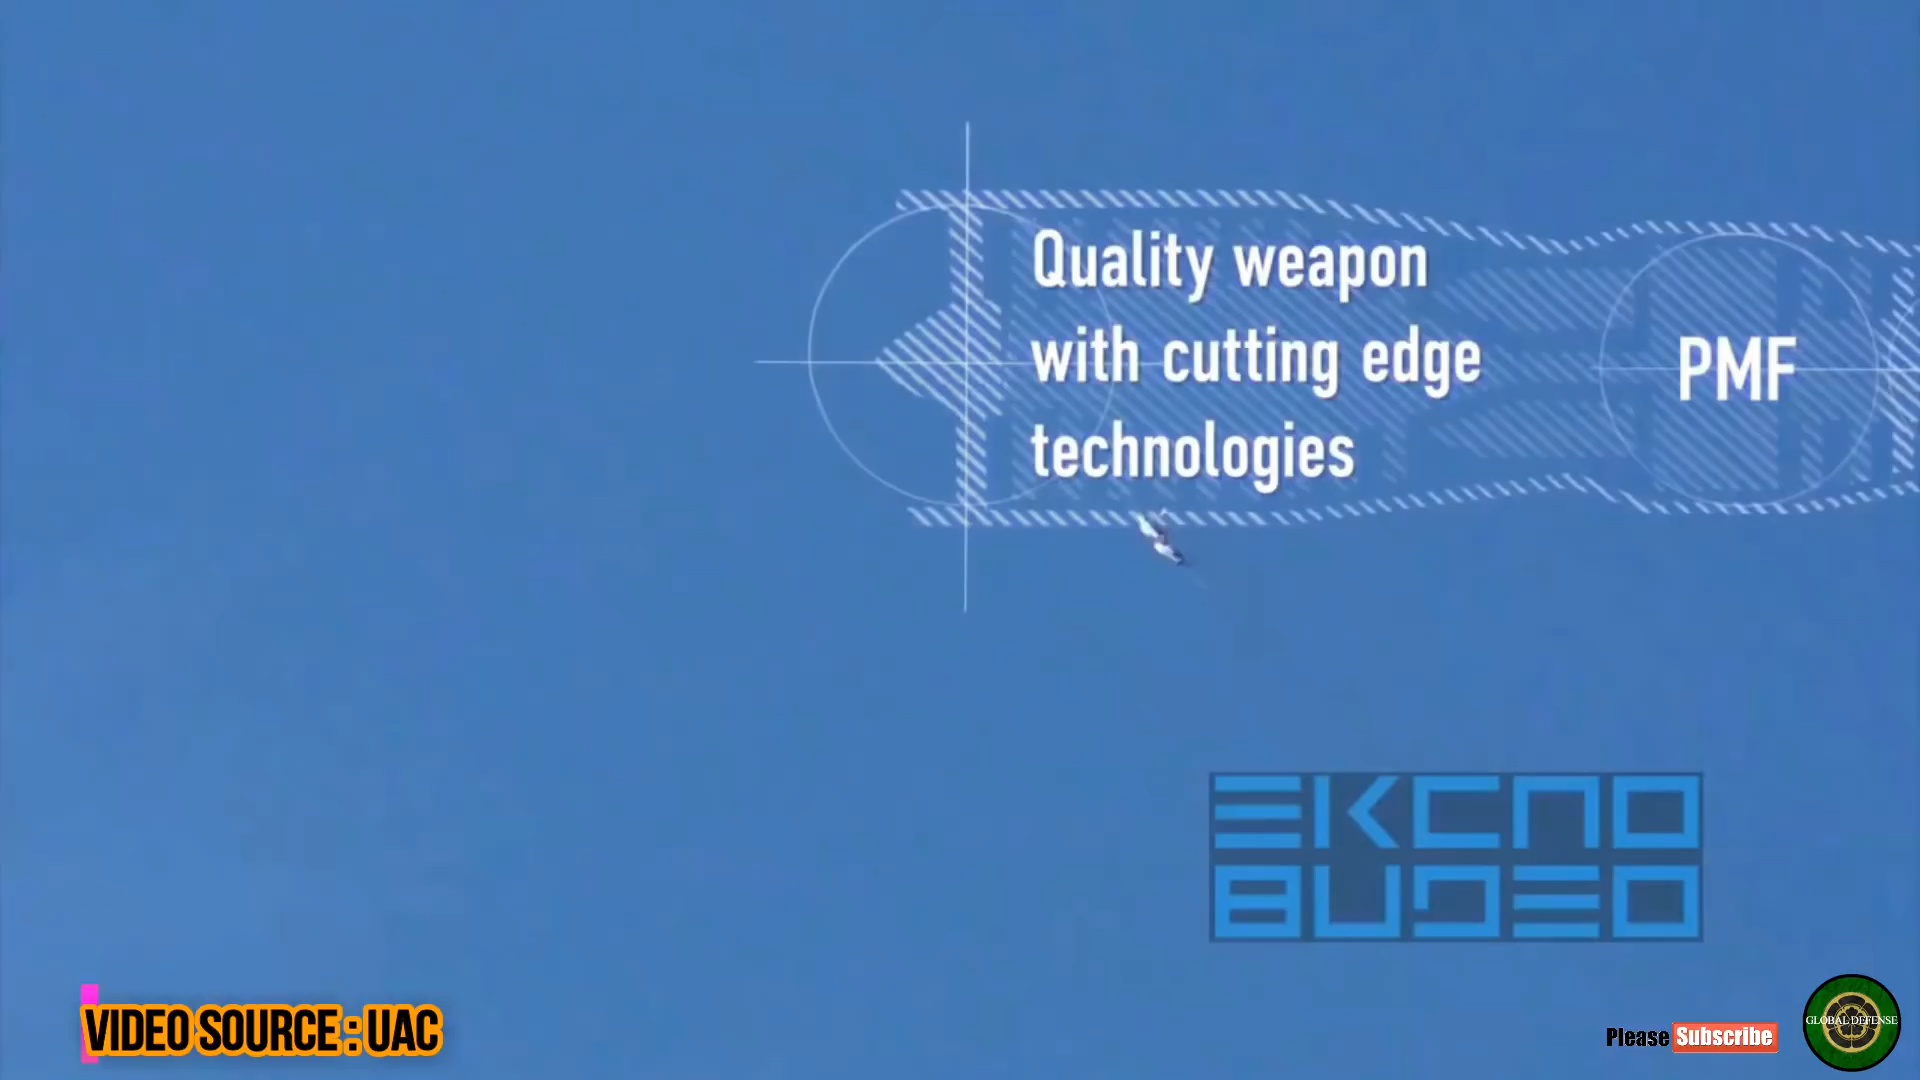 Quality weapon
with cutting edge
technologies
PMF
ЭКСПО
ВИДЕО
VIDEO SOURCE : UAC
Please Subscribe
GLOBAL DEFENSE